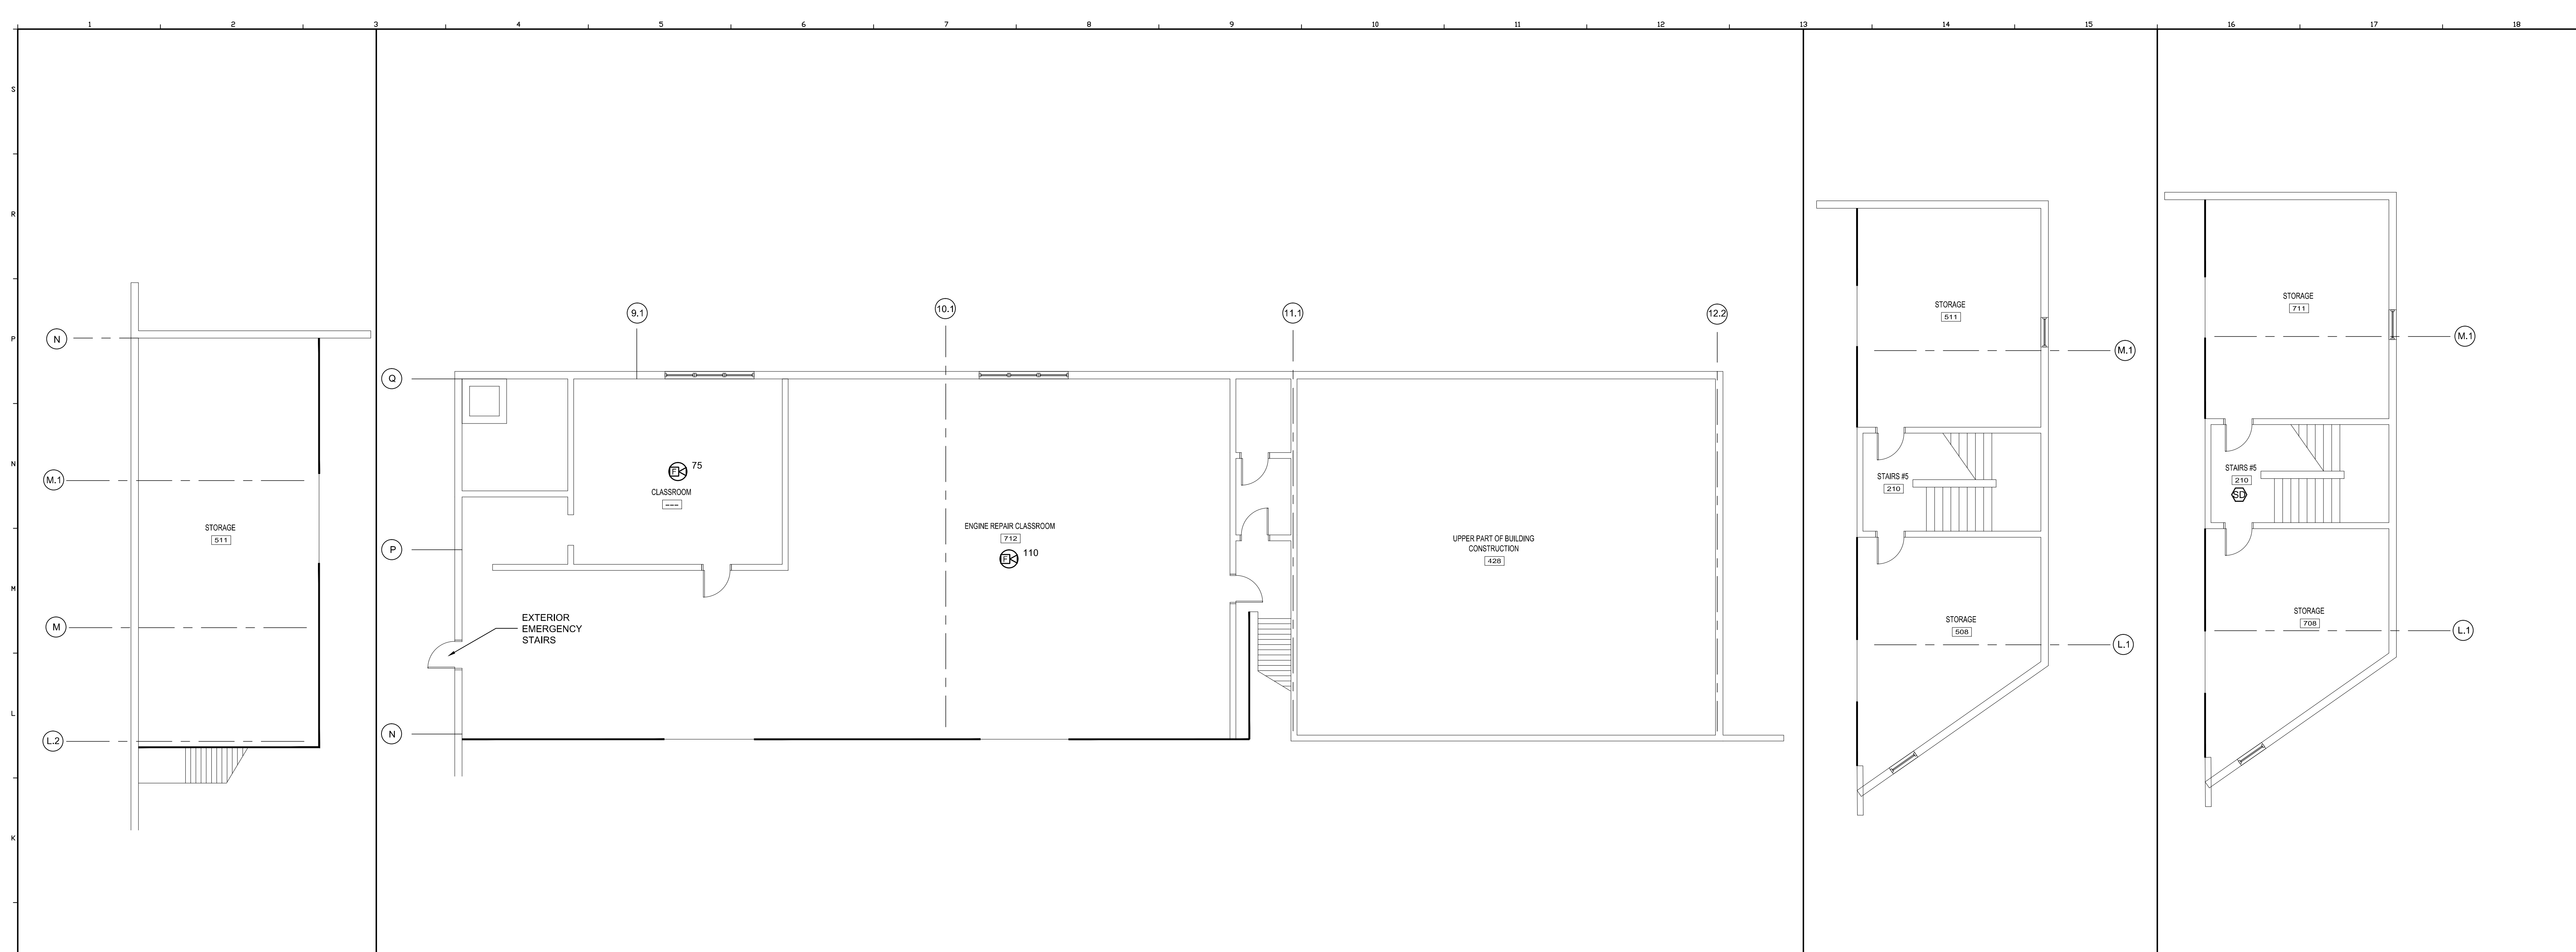 1 2 3 4 5 6 7 8 9 10 11 12 13 14 15 16 17 18
S
R
P
N
M
L
K
N
M.1
M
L.2
STORAGE
511
9.1 10.1 11.1 12.2
Q
P
N
F 75
CLASSROOM
---
ENGINE REPAIR CLASSROOM
712
F 110
EXTERIOR
EMERGENCY
STAIRS
UPPER PART OF BUILDING
CONSTRUCTION
428
STORAGE
511
M.1
STAIRS #5
210
STORAGE
508
L.1
STORAGE
711
M.1
STAIRS #5
210
SD
STORAGE
708
L.1